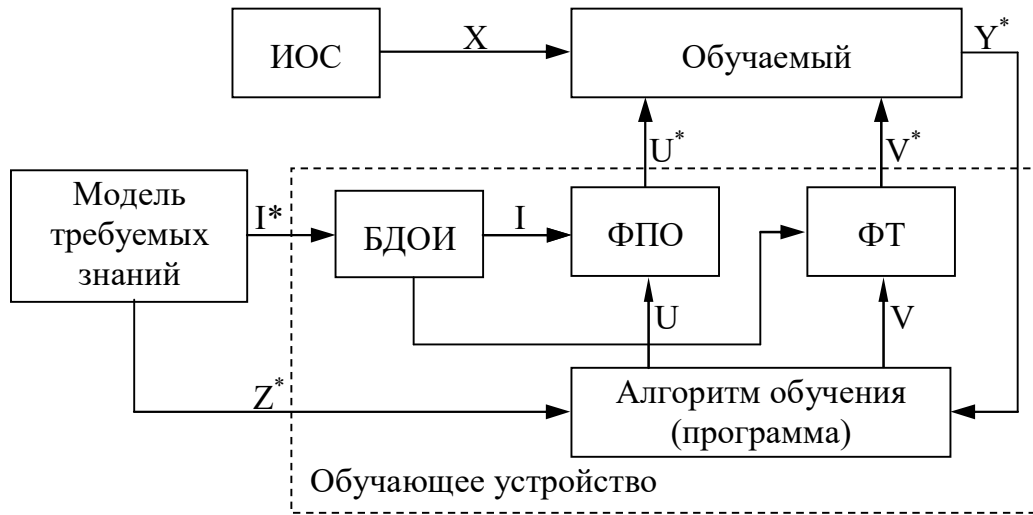 ИОС
X
Обучаемый
Y*
U*
V*
Модель
требуемых
знаний
I*
БДОИ
I
ФПО
ФТ
U
V
Z*
Алгоритм обучения
(программа)
Обучающее устройство